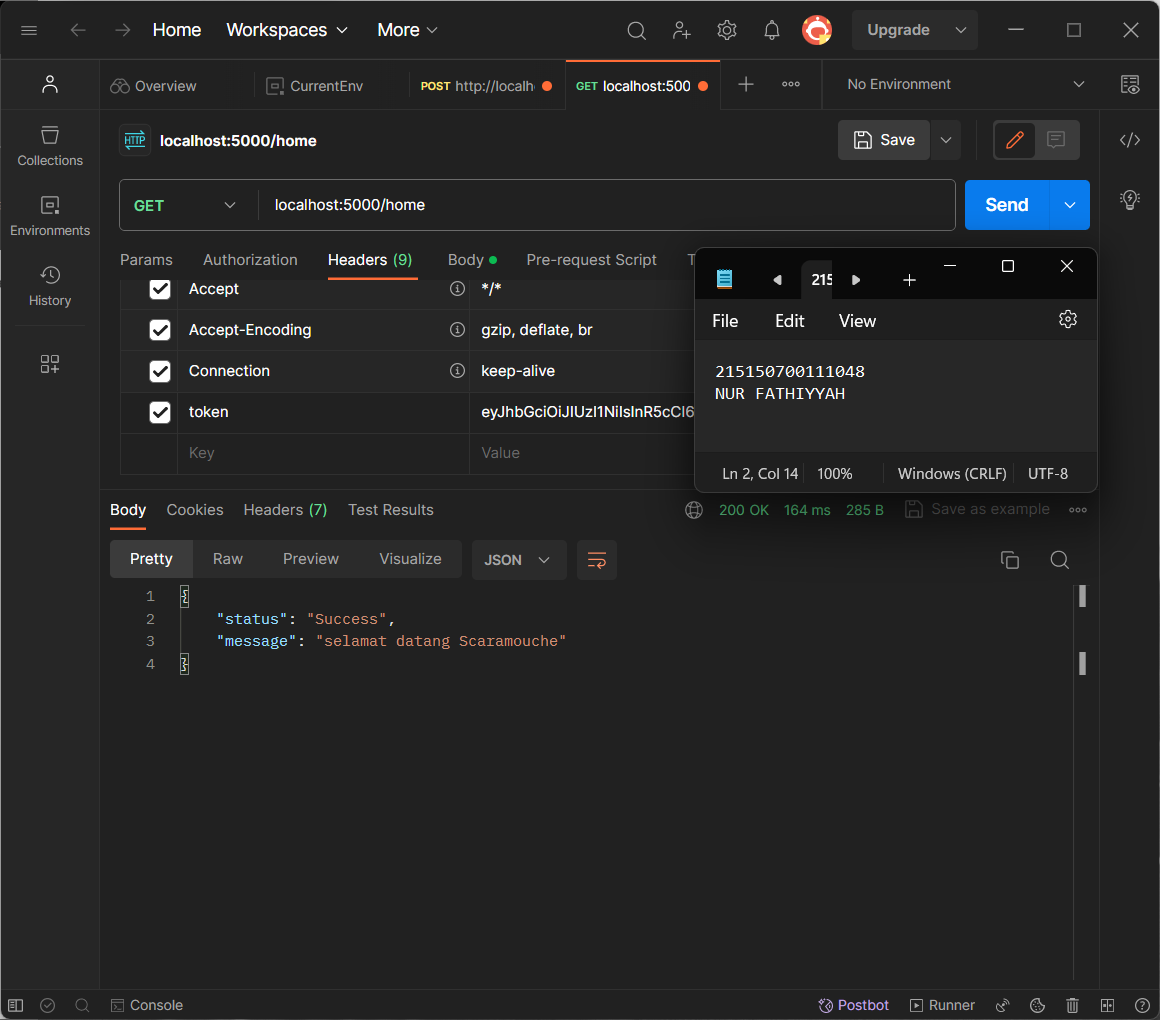 Home Workspaces More Upgrade
Overview CurrentEnv POST http://localh GET localhost:500 No Environment
HTTP localhost:5000/home Save
Collections
Environments
History
GET localhost:5000/home Send
Params Authorization Headers (9) Body Pre-request Script T
Accept */*
Accept-Encoding gzip, deflate, br
Connection keep-alive
token
Key Value
215
File Edit View
215150700111048
NUR FATHIYYAH
Ln 2, Col 14 100% Windows (CRLF) UTF-8
Body Cookies Headers (7) Test Results 200 OK 164 ms 285 B Save as example
Pretty Raw Preview Visualize JSON
1 {
2 "status": "Success",
3 "message": "selamat datang Scaramouche"
4 }
Console Postbot Runner